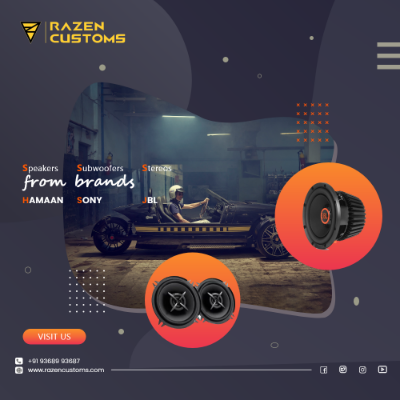 RAZEN
CUSTOMS
Speakers Subwoofers Stereos
from brands
HAMAAN SONY JBL
VISIT US
+91 93689 93687
www.razencustoms.com